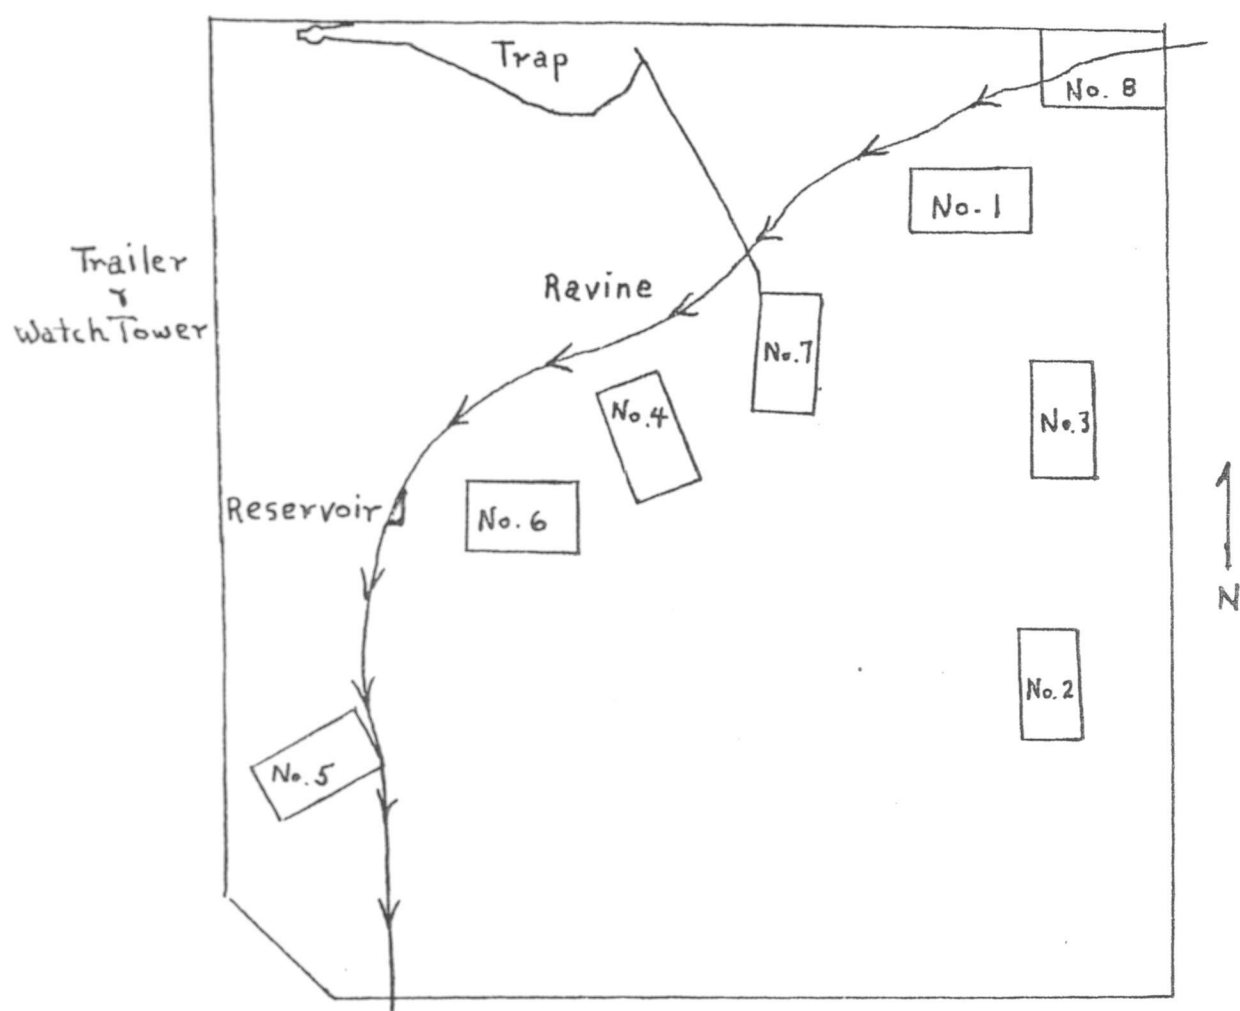 Trap
No. 8
No. 1
Trailer
&
Watch Tower
Ravine
No. 7
No. 4
No. 3
Reservoir
No. 6
N
No. 2
No. 5